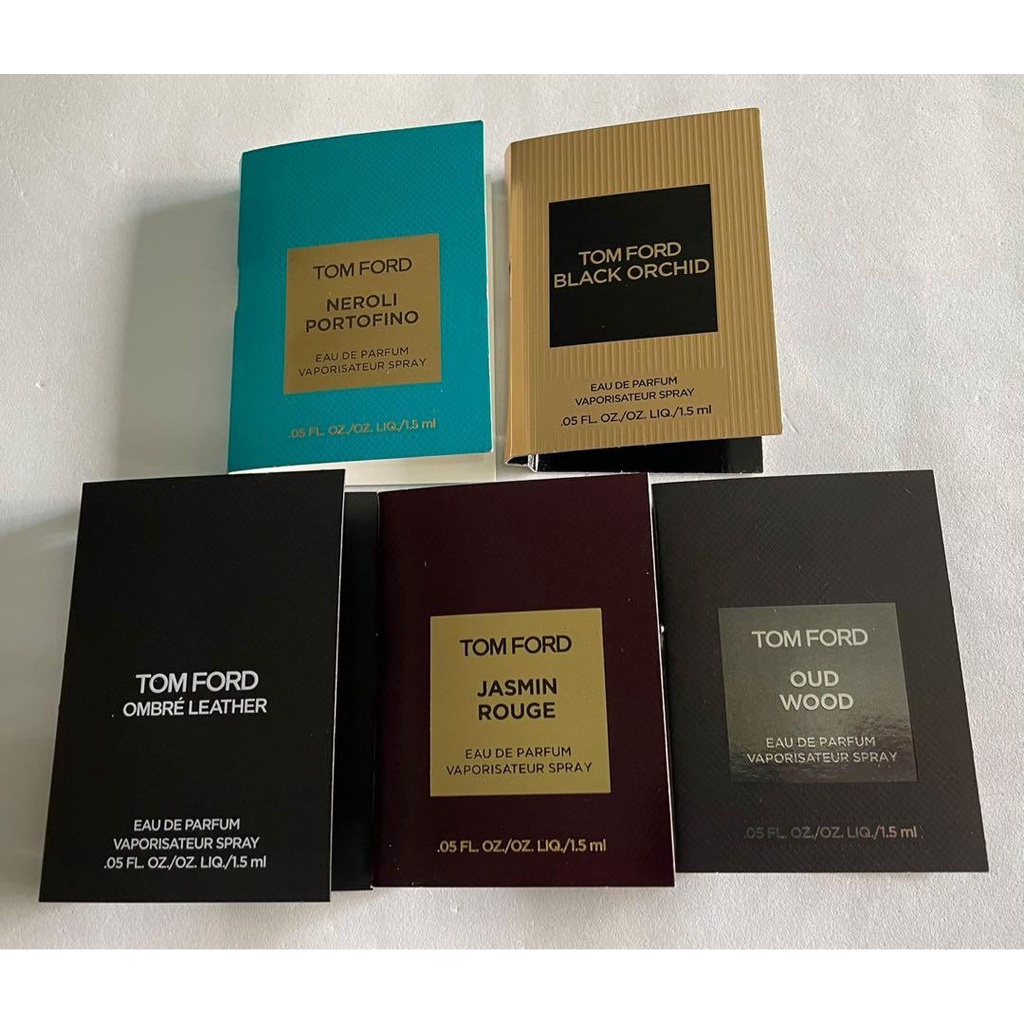 TOM FORD
NEROLI
PORTOFINO
EAU DE PARFUM
VAPORISATEUR SPRAY
.05 FL. OZ./OZ. LIQ./1.5 ml
TOM FORD
BLACK ORCHID
EAU DE PARFUM
VAPORISATEUR SPRAY
.05 FL. OZ./OZ. LIQ./1.5 ml
TOM FORD
OMBRÉ LEATHER
EAU DE PARFUM
VAPORISATEUR SPRAY
.05 FL. OZ./OZ. LIQ./1.5 ml
TOM FORD
JASMIN
ROUGE
EAU DE PARFUM
VAPORISATEUR SPRAY
.05 FL. OZ./OZ. LIQ./1.5 ml
TOM FORD
OUD
WOOD
EAU DE PARFUM
VAPORISATEUR SPRAY
.05 FL. OZ./OZ. LIQ./1.5 ml